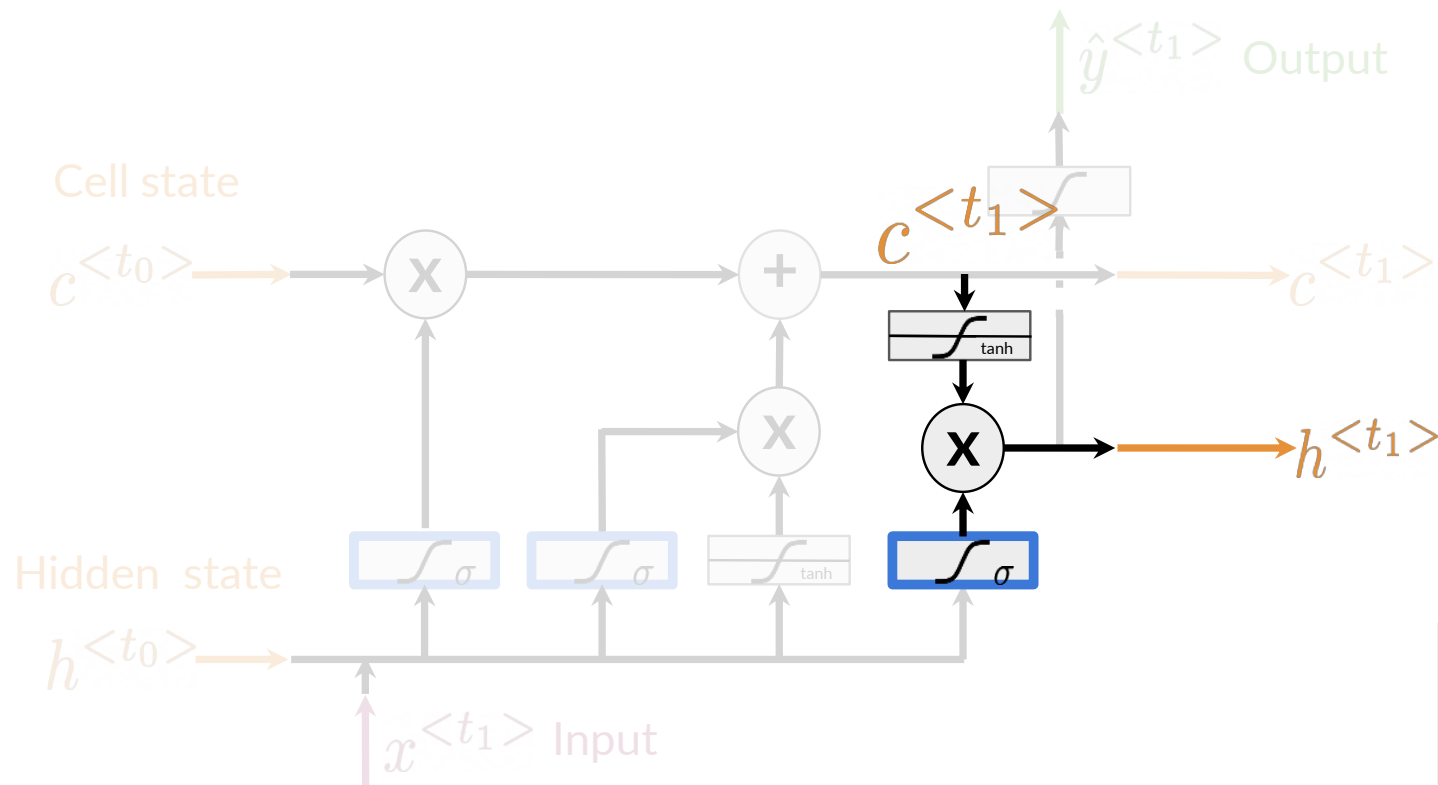 ŷ<t₁> Output
Cell state
c<t₁>
c<t₀>
X
+
c<t₁>
tanh
X
X
h<t₁>
σ
σ
tanh
σ
Hidden state
h<t₀>
x<t₁> Input